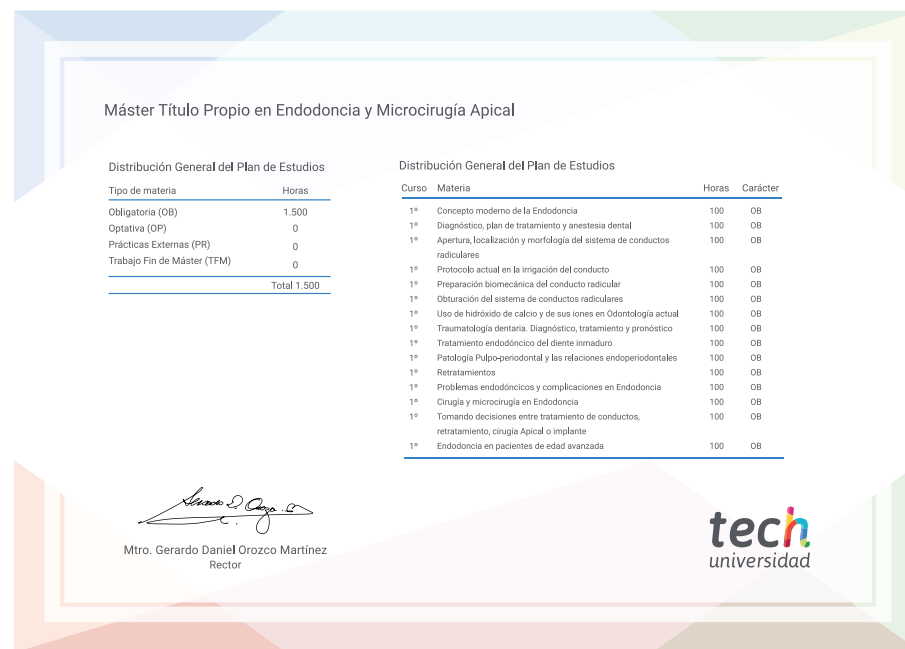 Máster Título Propio en Endodoncia y Microcirugía Apical
Distribución General del Plan de Estudios
Tipo de materia Horas
Obligatoria (OB) 1.500
Optativa (OP) 0
Prácticas Externas (PR) 0
Trabajo Fin de Máster (TFM) 0
Total 1.500
Distribución General del Plan de Estudios
Curso Materia Horas Carácter
1º Concepto moderno de la Endodoncia 100 OB
1º Diagnóstico, plan de tratamiento y anestesia dental 100 OB
1º Apertura, localización y morfología del sistema de conductos 100 OB
radiculares
1º Protocolo actual en la irrigación del conducto 100 OB
1º Preparación biomecánica del conducto radicular 100 OB
1º Obturación del sistema de conductos radiculares 100 OB
1º Uso de hidróxido de calcio y de sus iones en Odontología actual 100 OB
1º Traumatología dentaria. Diagnóstico, tratamiento y pronóstico 100 OB
1º Tratamiento endodóncico del diente inmaduro 100 OB
1º Patología Pulpo-periodontal y las relaciones endoperiodontales 100 OB
1º Retratamientos 100 OB
1º Problemas endodóncicos y complicaciones en Endodoncia 100 OB
1º Cirugía y microcirugía en Endodoncia 100 OB
1º Tomando decisiones entre tratamiento de conductos, 100 OB
retratamiento, cirugía Apical o implante
1º Endodoncia en pacientes de edad avanzada 100 OB
Mtro. Gerardo Daniel Orozco Martínez
Rector
tech
universidad